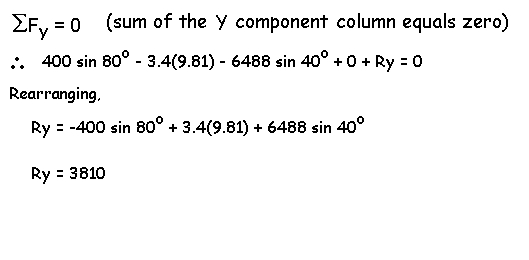 ∑Fy = 0 (sum of the Y component column equals zero)
∴ 400 sin 80° - 3.4(9.81) - 6488 sin 40° + 0 + Ry = 0
Rearranging,
Ry = -400 sin 80° + 3.4(9.81) + 6488 sin 40°
Ry = 3810